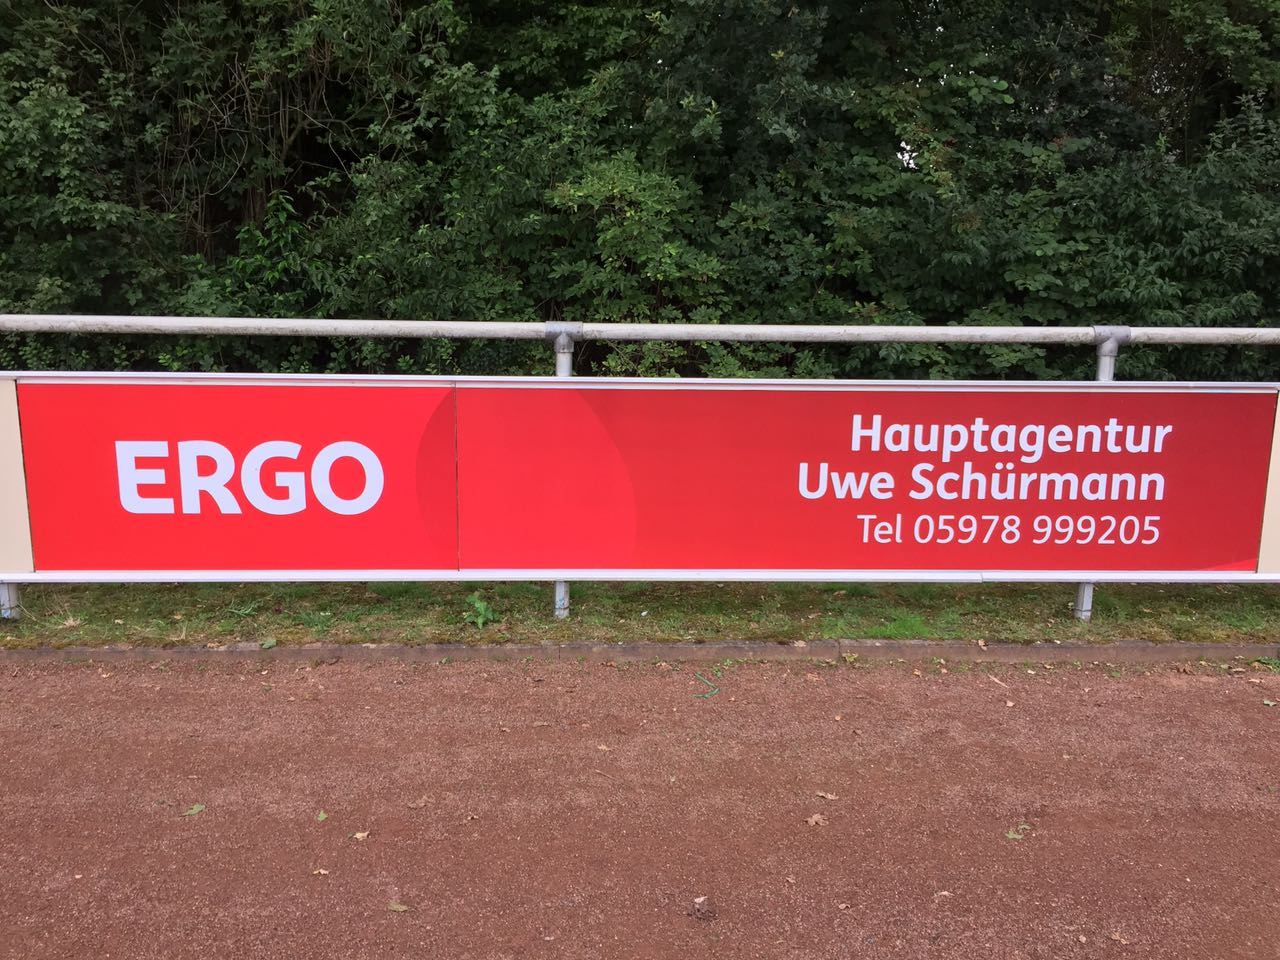 ERGO
Hauptagentur
Uwe Schürmann
Tel 05978 999205